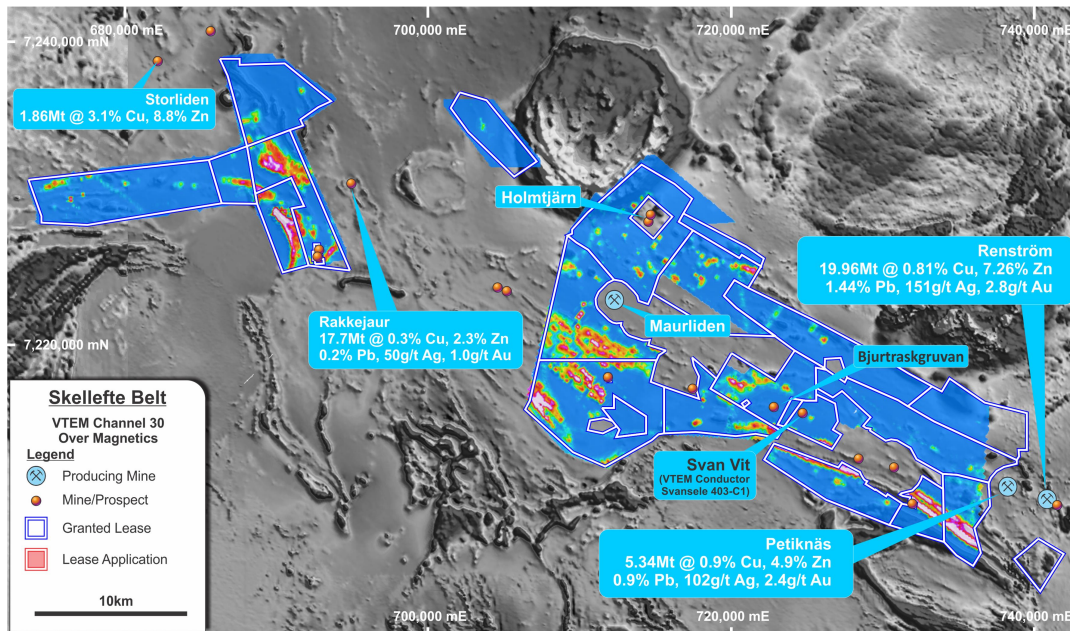 680,000 mE
700,000 mE
720,000 mE
740,000 mE
7,240,000 mN
Storliden
1.86Mt @ 3.1% Cu, 8.8% Zn
Holmtjärn
Renström
19.96Mt @ 0.81% Cu, 7.26% Zn
1.44% Pb, 151g/t Ag, 2.8g/t Au
Rakkejaur
17.7Mt @ 0.3% Cu, 2.3% Zn
0.2% Pb, 50g/t Ag, 1.0g/t Au
Maurliden
7,220,000 mN
Bjurtraskgruvan
Skellefte Belt
VTEM Channel 30
Over Magnetics
Legend
Producing Mine
Mine/Prospect
Granted Lease
Lease Application
10km
Svan Vit
(VTEM Conductor
Svansele 403-C1)
Petiknäs
5.34Mt @ 0.9% Cu, 4.9% Zn
0.9% Pb, 102g/t Ag, 2.4g/t Au
700,000 mE
720,000 mE
740,000 mE